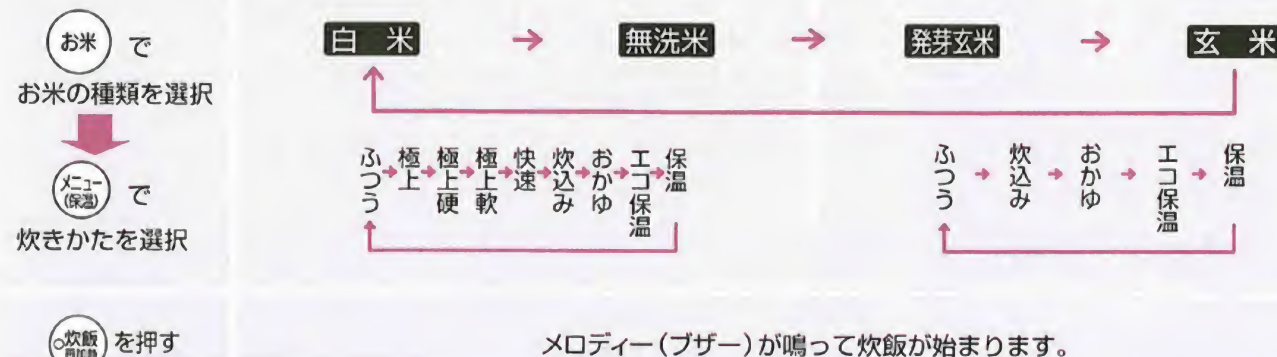 お米 で
お米の種類を選択
白 米 → 無洗米 → 発芽玄米 → 玄 米
メニュー(保温) で
炊きかたを選択
ふつう→極上→極上硬→極上軟→快速→炊込み→おかゆ→エコ保温→保温
ふつう→炊込み→おかゆ→エコ保温→保温
炊飯 を押す
メロディー(ブザー)が鳴って炊飯が始まります。